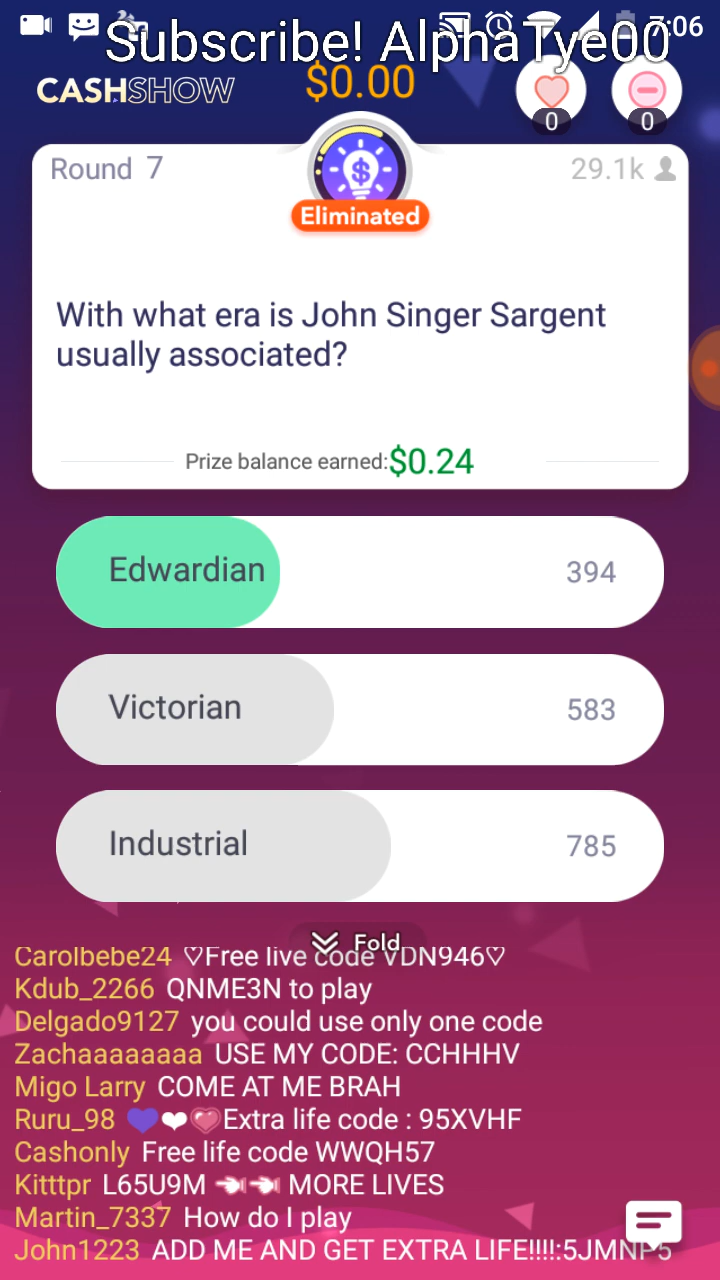 Subscribe! AlphaTye00
7:06
CASHSHOW
$0.00
0
0
Round 7
29.1k
Eliminated
With what era is John Singer Sargent
usually associated?
Prize balance earned:$0.24
Edwardian 394
Victorian 583
Industrial 785
Fold
Carolbebe24 ♡Free live code VDN946♡
Kdub_2266 QNME3N to play
Delgado9127 you could use only one code
Zachaaaaaaaa USE MY CODE: CCHHHV
Migo Larry COME AT ME BRAH
Ruru_98 💜❤💗Extra life code : 95XVHF
Cashonly Free life code WWQH57
Kitttpr L65U9M 👈👈 MORE LIVES
Martin_7337 How do I play
John1223 ADD ME AND GET EXTRA LIFE!!!!:5JMNP5